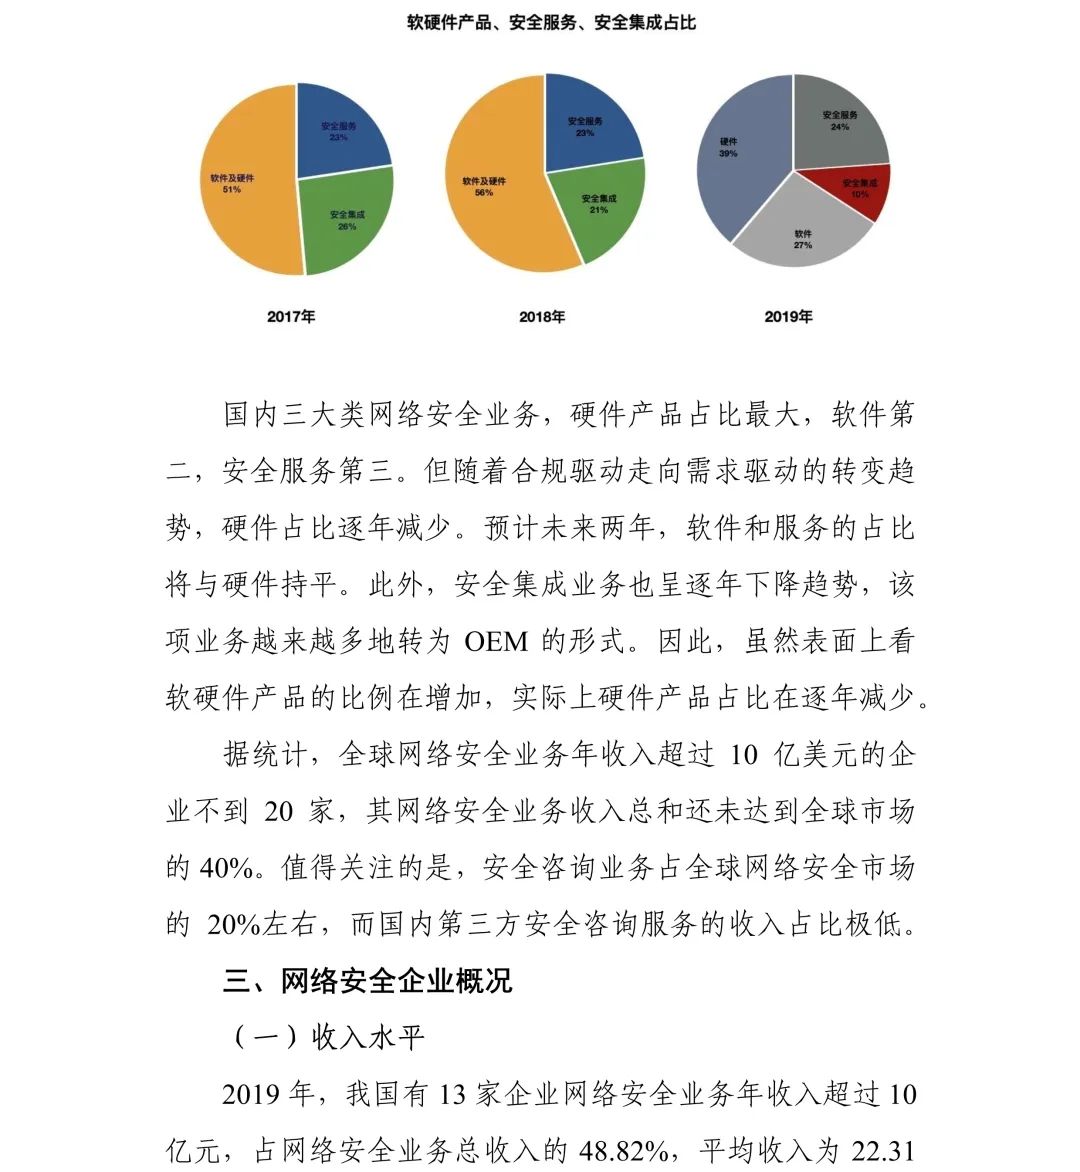 软硬件产品、安全服务、安全集成占比
安全服务
23%
软件及硬件
51%
安全集成
26%
2017年
安全服务
23%
软件及硬件
56%
安全集成
21%
2018年
硬件
39%
安全服务
24%
安全集成
10%
软件
27%
2019年
国内三大类网络安全业务，硬件产品占比最大，软件第
二，安全服务第三。但随着合规驱动走向需求驱动的转变趋
势，硬件占比逐年减少。预计未来两年，软件和服务的占比
将与硬件持平。此外，安全集成业务也呈逐年下降趋势，该
项业务越来越多地转为 OEM 的形式。因此，虽然表面上看
软硬件产品的比例在增加，实际上硬件产品占比在逐年减少。
据统计，全球网络安全业务年收入超过 10 亿美元的企
业不到 20 家，其网络安全业务收入总和还未达到全球市场
的 40%。值得关注的是，安全咨询业务占全球网络安全市场
的 20%左右，而国内第三方安全咨询服务的收入占比极低。
三、网络安全企业概况
（一）收入水平
2019 年，我国有 13 家企业网络安全业务年收入超过 10
亿元，占网络安全业务总收入的 48.82%，平均收入为 22.31